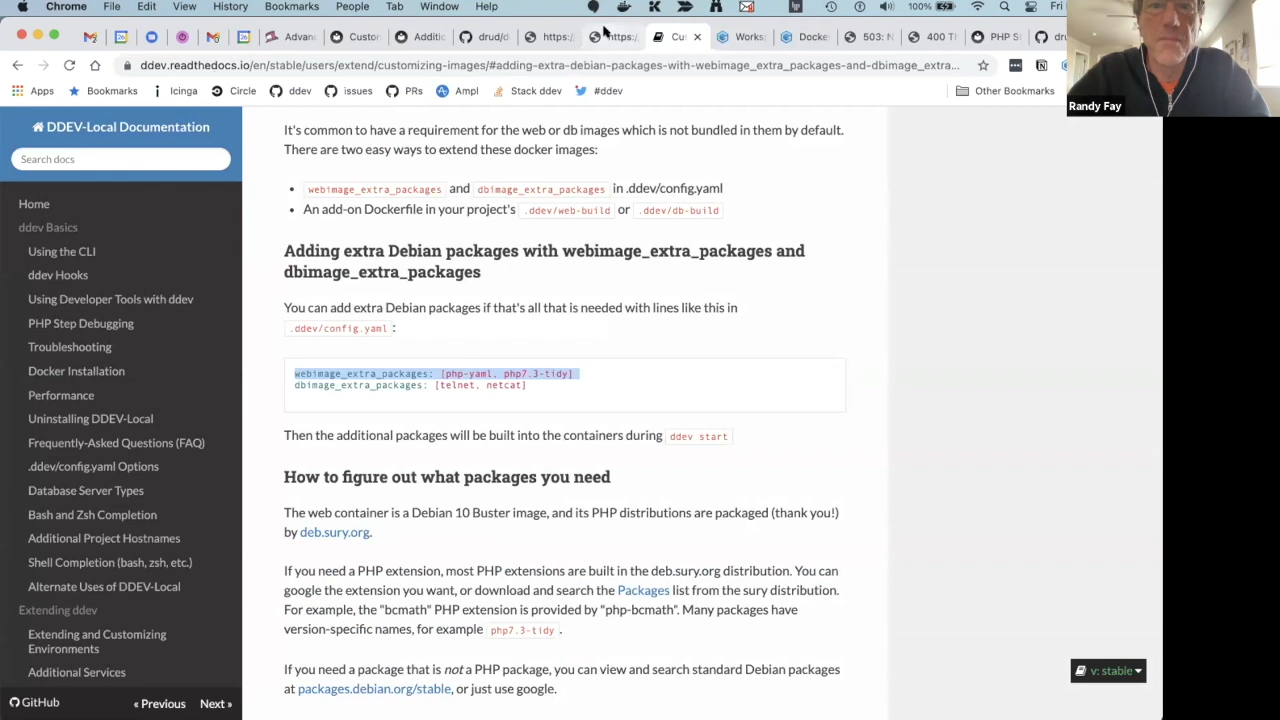 Chrome File Edit View History Bookmarks People Tab Window Help 100%
Advan Custon Additic drud/d https:/ https:/ Cus Works Docke 503: N 400 Th PHP S dru
ddev.readthedocs.io/en/stable/users/extend/customizing-images/#adding-extra-debian-packages-with-webimage_extra_packages-and-dbimage_extra...
Apps Bookmarks Icinga Circle ddev issues PRs Ampl Stack ddev #ddev Other Bookmarks
Randy Fay
DDEV-Local Documentation
Search docs
Home
ddev Basics
Using the CLI
ddev Hooks
Using Developer Tools with ddev
PHP Step Debugging
Troubleshooting
Docker Installation
Performance
Uninstalling DDEV-Local
Frequently-Asked Questions (FAQ)
.ddev/config.yaml Options
Database Server Types
Bash and Zsh Completion
Additional Project Hostnames
Shell Completion (bash, zsh, etc.)
Alternate Uses of DDEV-Local
Extending ddev
Extending and Customizing
Environments
Additional Services
GitHub « Previous Next »
It's common to have a requirement for the web or db images which is not bundled in them by default.
There are two easy ways to extend these docker images:
• webimage_extra_packages and dbimage_extra_packages in .ddev/config.yaml
• An add-on Dockerfile in your project's .ddev/web-build or .ddev/db-build
Adding extra Debian packages with webimage_extra_packages and
dbimage_extra_packages
You can add extra Debian packages if that's all that is needed with lines like this in
.ddev/config.yaml :
webimage_extra_packages: [php-yaml, php7.3-tidy]
dbimage_extra_packages: [telnet, netcat]
Then the additional packages will be built into the containers during ddev start
How to figure out what packages you need
The web container is a Debian 10 Buster image, and its PHP distributions are packaged (thank you!)
by deb.sury.org.
If you need a PHP extension, most PHP extensions are built in the deb.sury.org distribution. You can
google the extension you want, or download and search the Packages list from the sury distribution.
For example, the "bcmath" PHP extension is provided by "php-bcmath". Many packages have
version-specific names, for example php7.3-tidy .
If you need a package that is not a PHP package, you can view and search standard Debian packages
at packages.debian.org/stable, or just use google.
v: stable